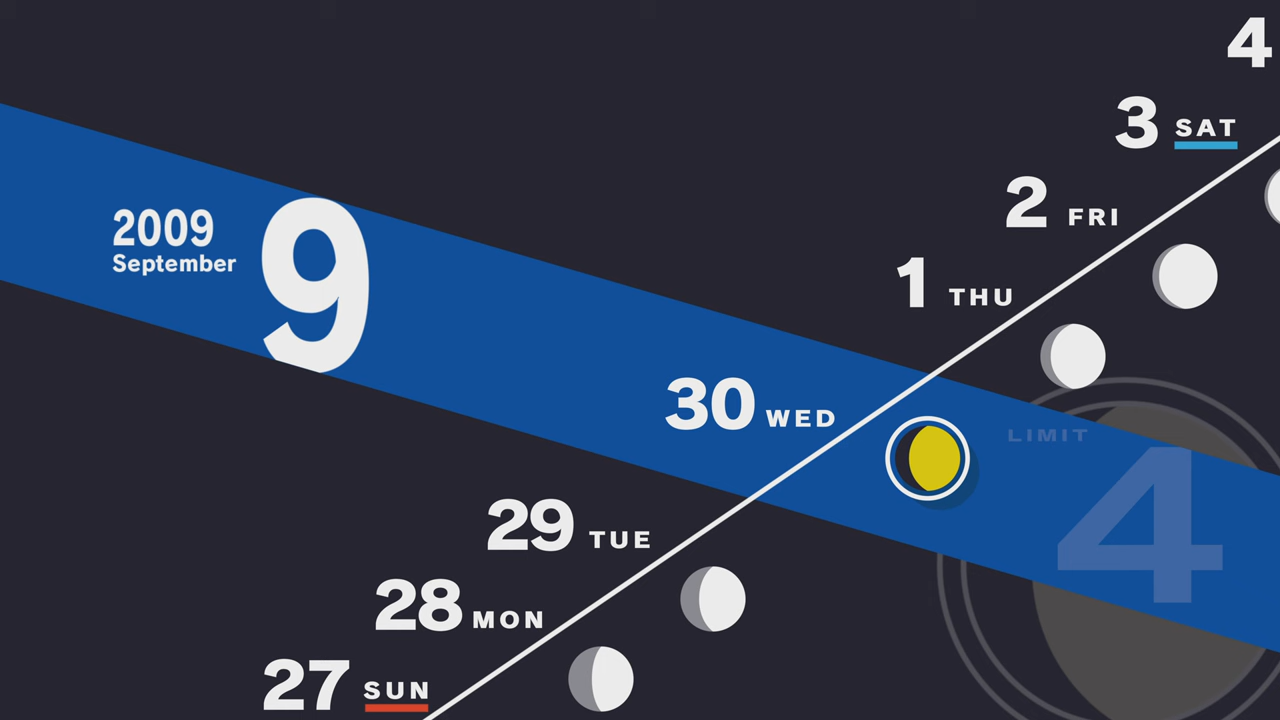 2009
September
9
4
3 SAT
2 FRI
1 THU
30 WED
29 TUE
28 MON
27 SUN
LIMIT
4